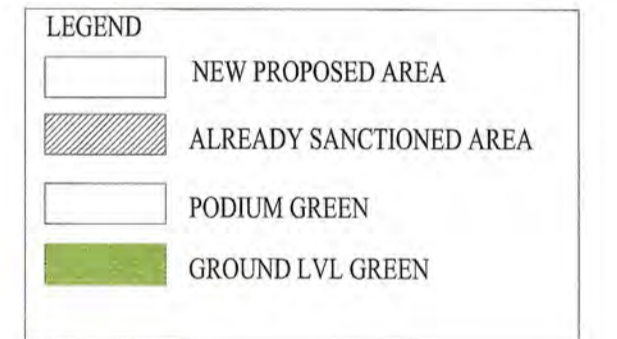 LEGEND
NEW PROPOSED AREA
ALREADY SANCTIONED AREA
PODIUM GREEN
GROUND LVL GREEN